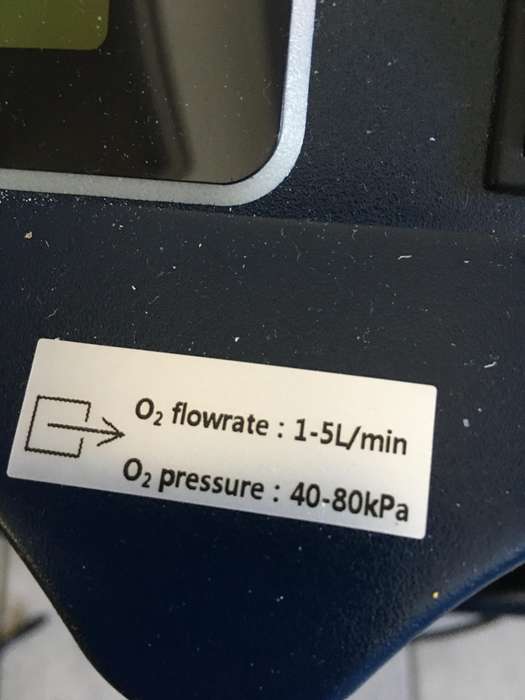 O₂ flowrate : 1-5L/min
O₂ pressure : 40-80kPa